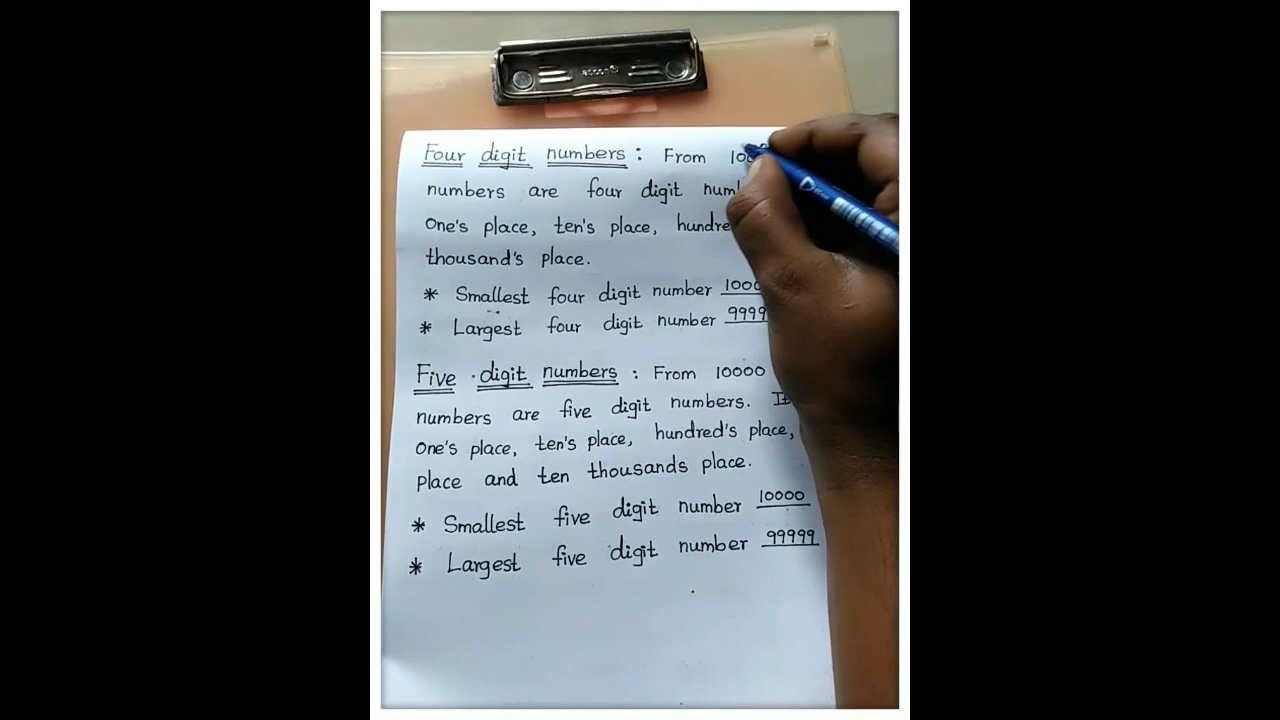 Four digit numbers : From
numbers are four digit
One's place, ten's place,
thousand's place.
* Smallest four digit number
* Largest four digit number 9999
Five digit numbers : From 10000
numbers are five digit numbers. It
One's place, ten's place, hundred's place,
place and ten thousands place.
* Smallest five digit number 10000
* Largest five digit number 99999